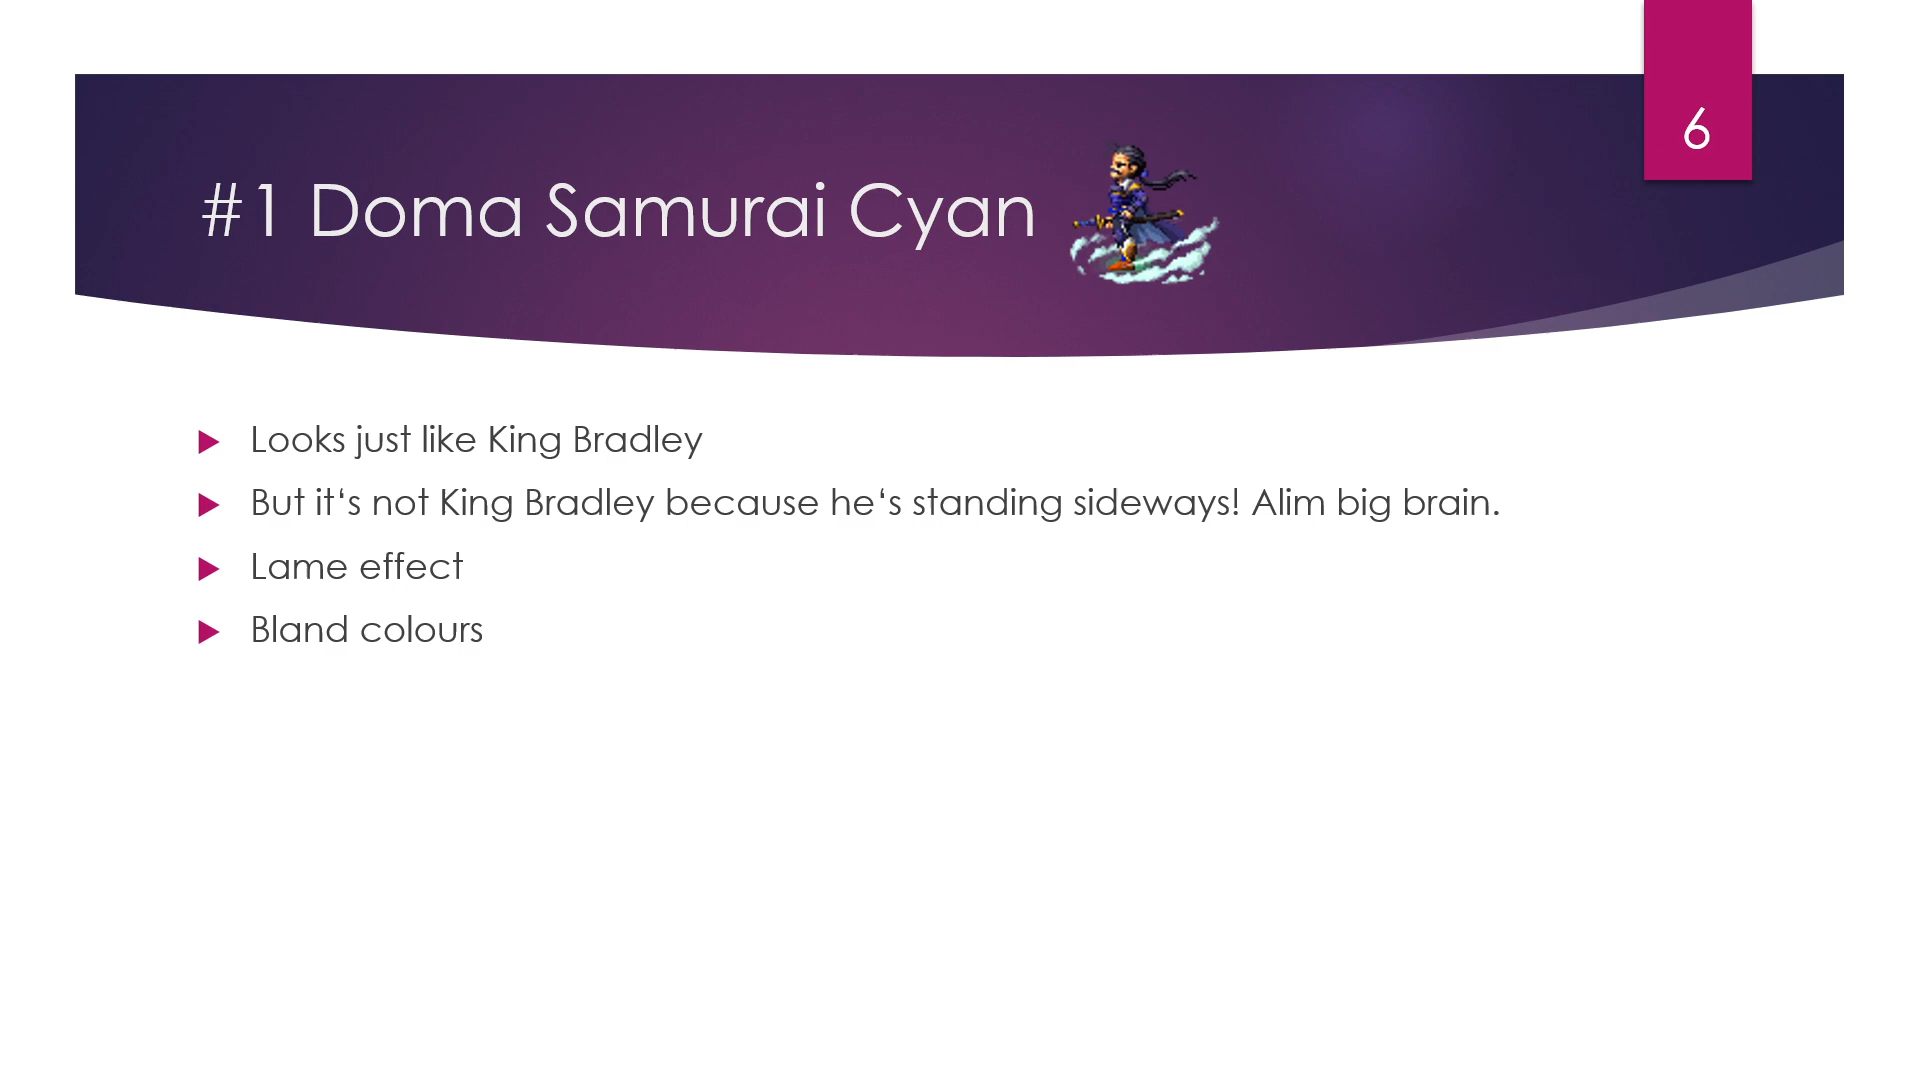 6
#1 Doma Samurai Cyan
Looks just like King Bradley
But it‘s not King Bradley because he‘s standing sideways! Alim big brain.
Lame effect
Bland colours